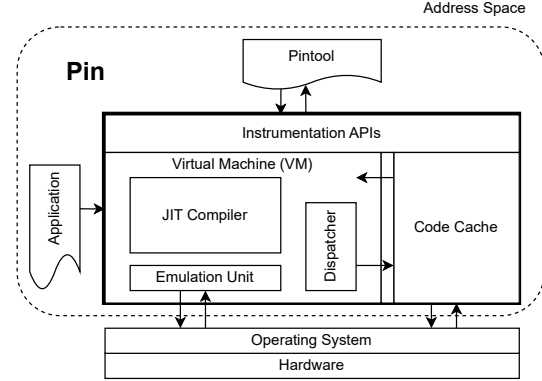 Address Space
Pintool
Pin
Instrumentation APIs
Virtual Machine (VM)
Application
JIT Compiler
Dispatcher
Code Cache
Emulation Unit
Operating System
Hardware